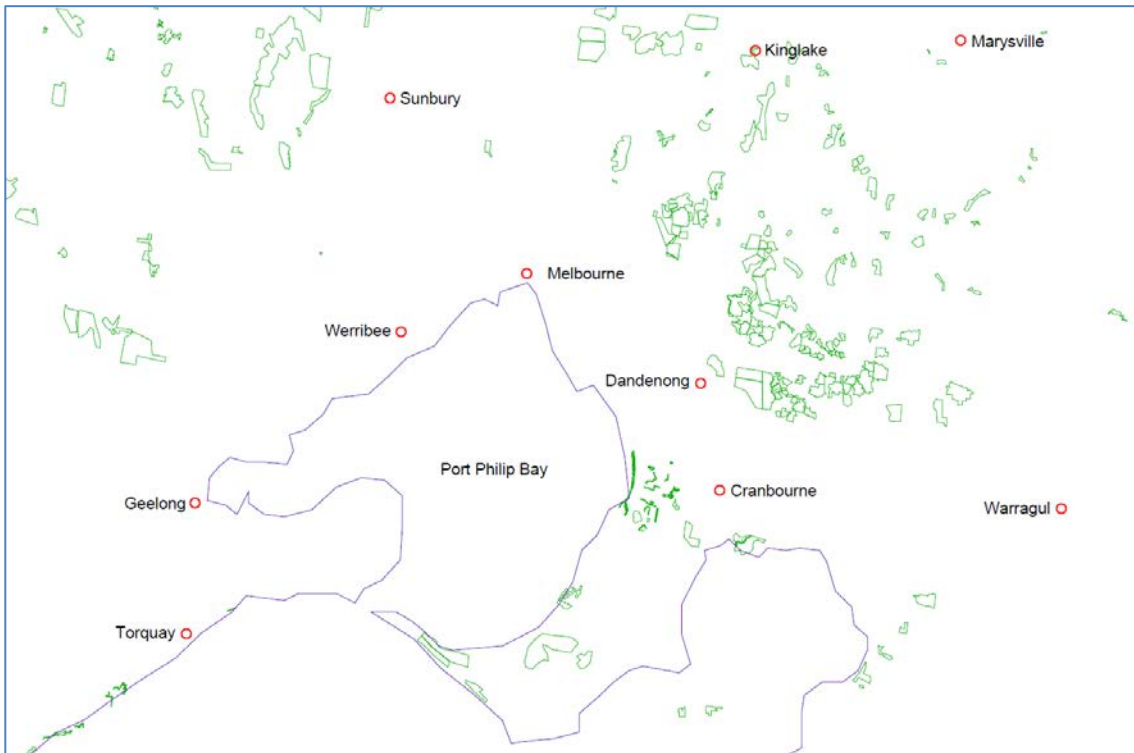 Marysville
Kinglake
Sunbury
Melbourne
Werribee
Dandenong
Port Philip Bay
Cranbourne
Geelong
Warragul
Torquay